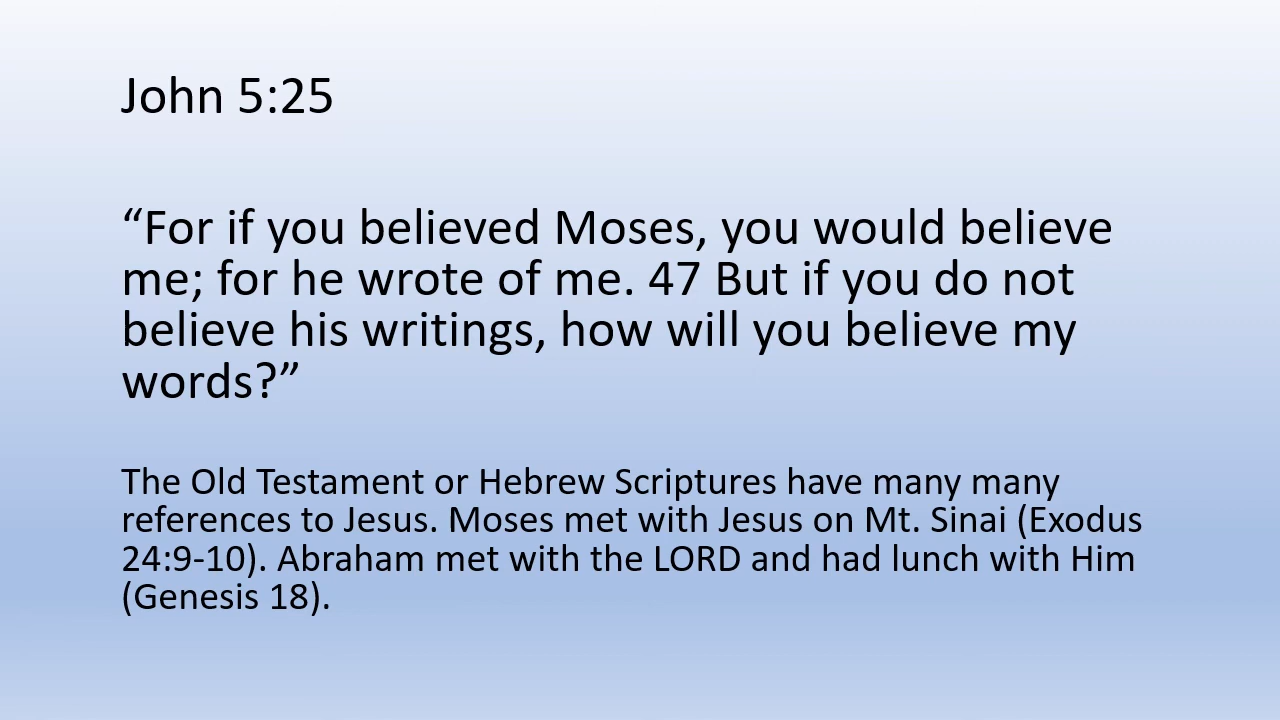 John 5:25
“For if you believed Moses, you would believe
me; for he wrote of me. 47 But if you do not
believe his writings, how will you believe my
words?”
The Old Testament or Hebrew Scriptures have many many
references to Jesus. Moses met with Jesus on Mt. Sinai (Exodus
24:9-10). Abraham met with the LORD and had lunch with Him
(Genesis 18).